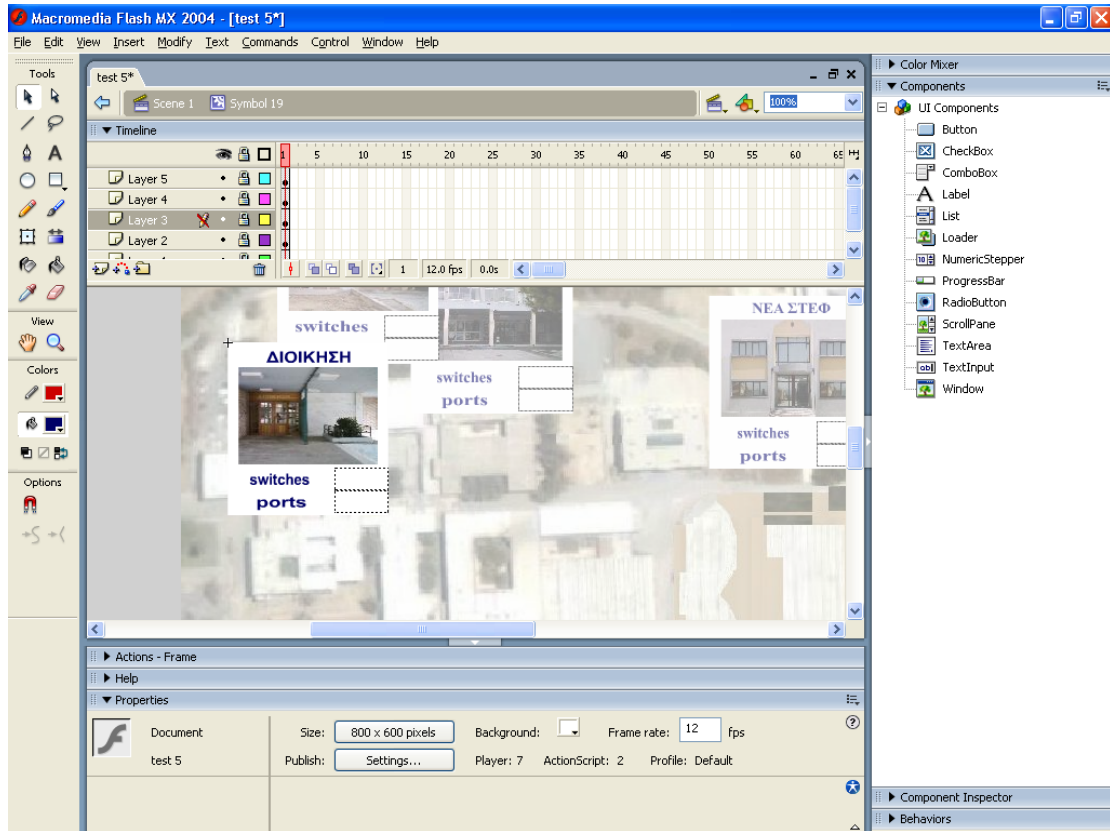 Macromedia Flash MX 2004 - [test 5*]
File Edit View Insert Modify Text Commands Control Window Help
Tools
View
Colors
Options
test 5*
Scene 1 Symbol 19 100%
Timeline
1 5 10 15 20 25 30 35 40 45 50 55 60 65
Layer 5
Layer 4
Layer 3
Layer 2
1 12.0 fps 0.0s
switches
ΔΙΟΙΚΗΣΗ
switches
ports
switches
ports
ΝΕΑ ΣΤΕΦ
switches
ports
Actions - Frame
Help
Properties
Document Size: 800 x 600 pixels Background: Frame rate: 12 fps
test 5 Publish: Settings... Player: 7 ActionScript: 2 Profile: Default
Color Mixer
Components
UI Components
Button
CheckBox
ComboBox
Label
List
Loader
NumericStepper
ProgressBar
RadioButton
ScrollPane
TextArea
TextInput
Window
Component Inspector
Behaviors